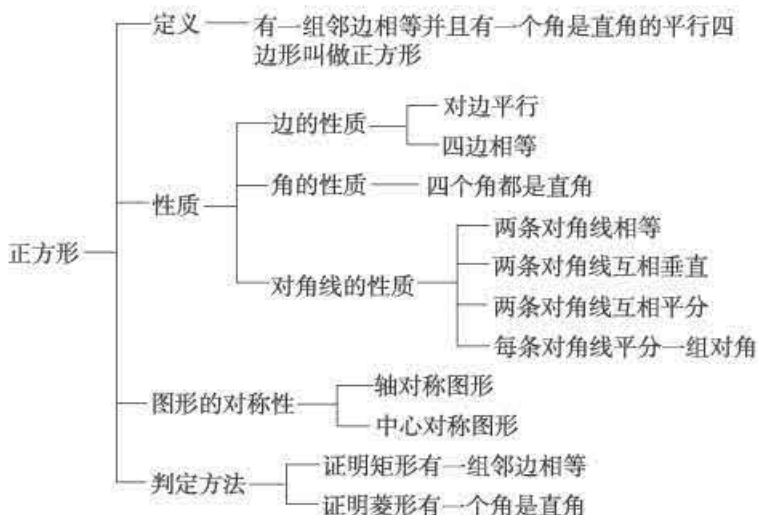 定义
有一组邻边相等并且有一个角是直角的平行四
边形叫做正方形
边的性质
对边平行
四边相等
性质
角的性质
四个角都是直角
正方形
对角线的性质
两条对角线相等
两条对角线互相垂直
两条对角线互相平分
每条对角线平分一组对角
图形的对称性
轴对称图形
中心对称图形
判定方法
证明矩形有一组邻边相等
证明菱形有一个角是直角